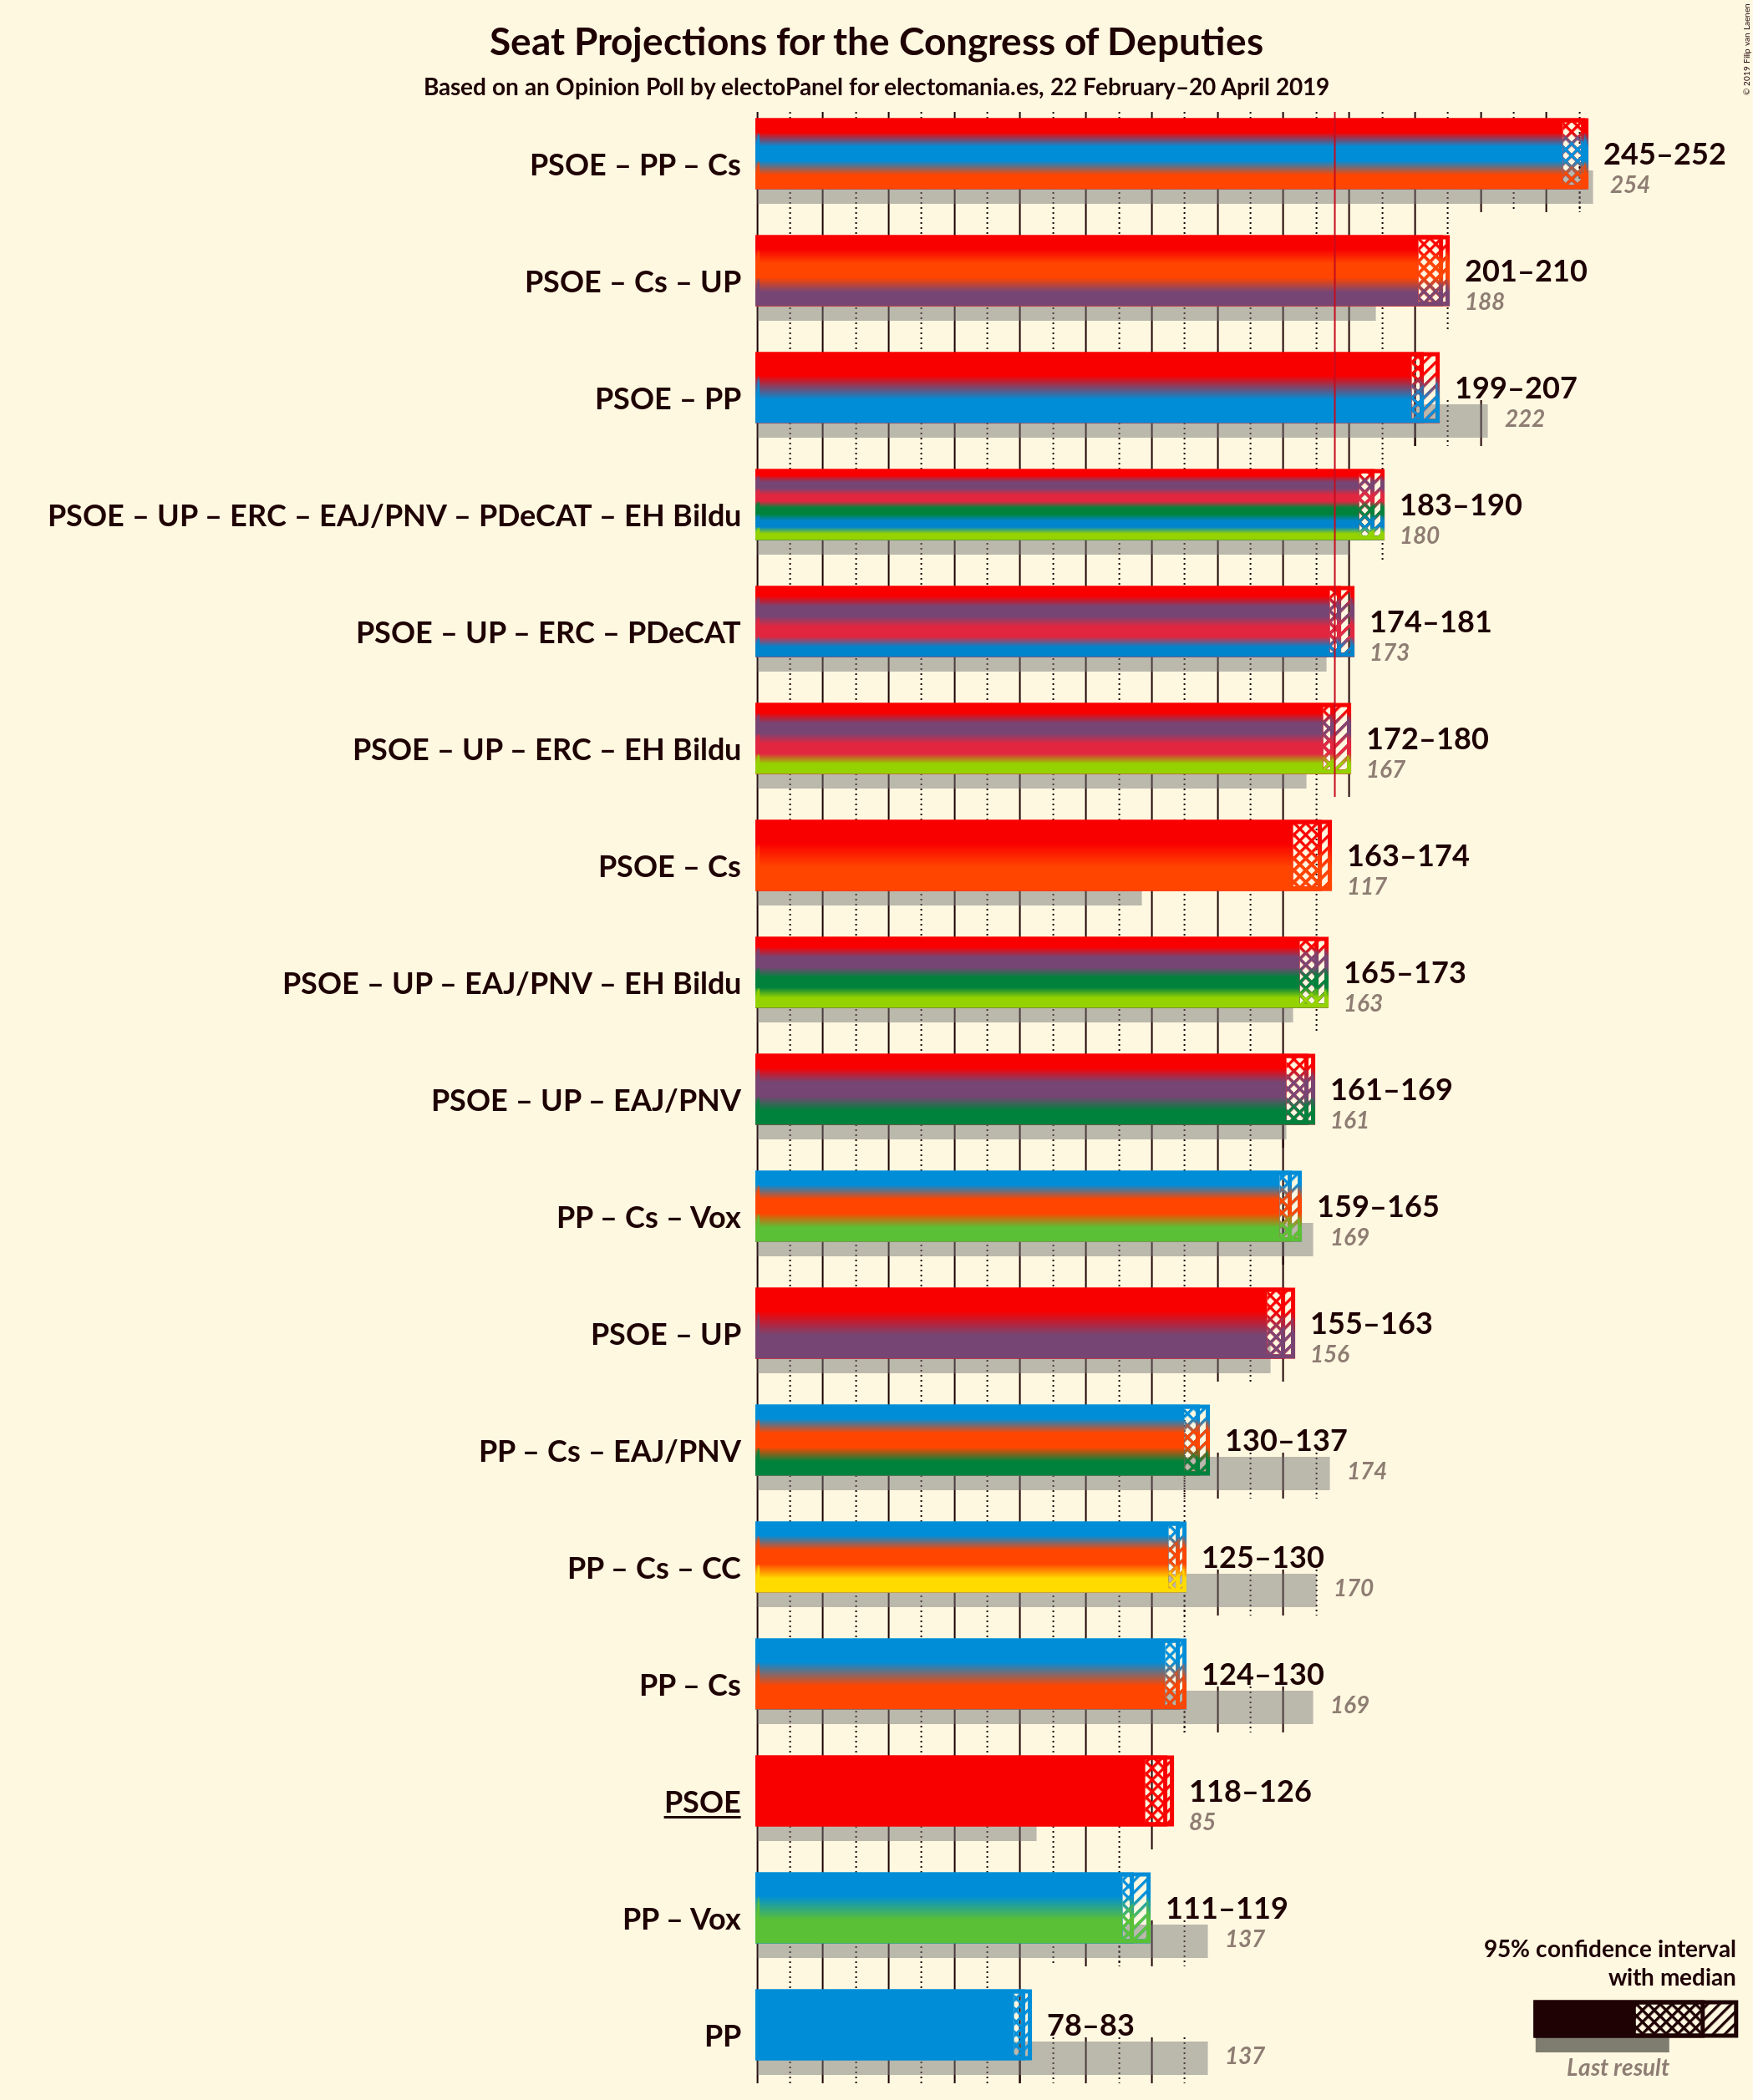 Seat Projections for the Congress of Deputies
Based on an Opinion Poll by electoPanel for electomania.es, 22 February–20 April 2019
© 2019 Filip van Laenen
PSOE – PP – Cs
245–252
254
PSOE – Cs – UP
201–210
188
PSOE – PP
199–207
222
PSOE – UP – ERC – EAJ/PNV – PDeCAT – EH Bildu
183–190
180
PSOE – UP – ERC – PDeCAT
174–181
173
PSOE – UP – ERC – EH Bildu
172–180
167
PSOE – Cs
163–174
117
PSOE – UP – EAJ/PNV – EH Bildu
165–173
163
PSOE – UP – EAJ/PNV
161–169
161
PP – Cs – Vox
159–165
169
PSOE – UP
155–163
156
PP – Cs – EAJ/PNV
130–137
174
PP – Cs – CC
125–130
170
PP – Cs
124–130
169
PSOE
118–126
85
PP – Vox
111–119
137
PP
78–83
137
95% confidence interval
with median
Last result